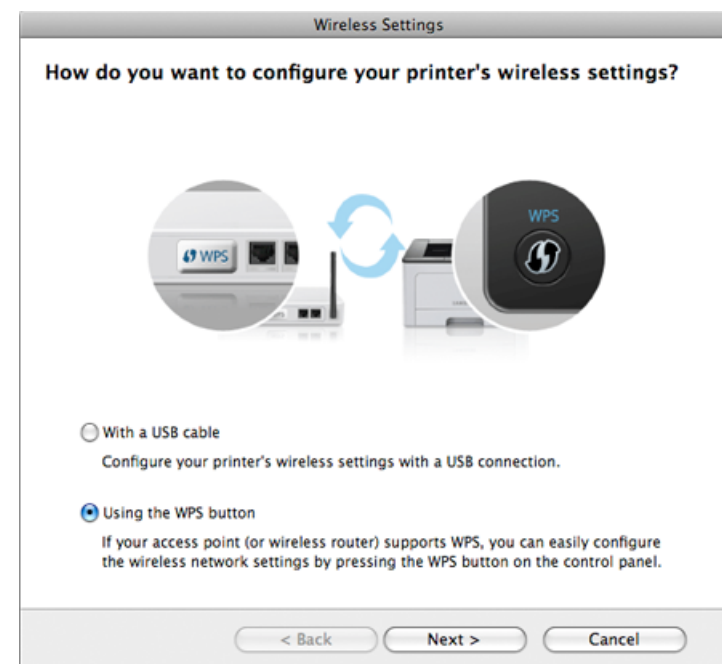 Wireless Settings
How do you want to configure your printer's wireless settings?
WPS
WPS
With a USB cable
Configure your printer's wireless settings with a USB connection.
Using the WPS button
If your access point (or wireless router) supports WPS, you can easily configure
the wireless network settings by pressing the WPS button on the control panel.
< Back
Next >
Cancel